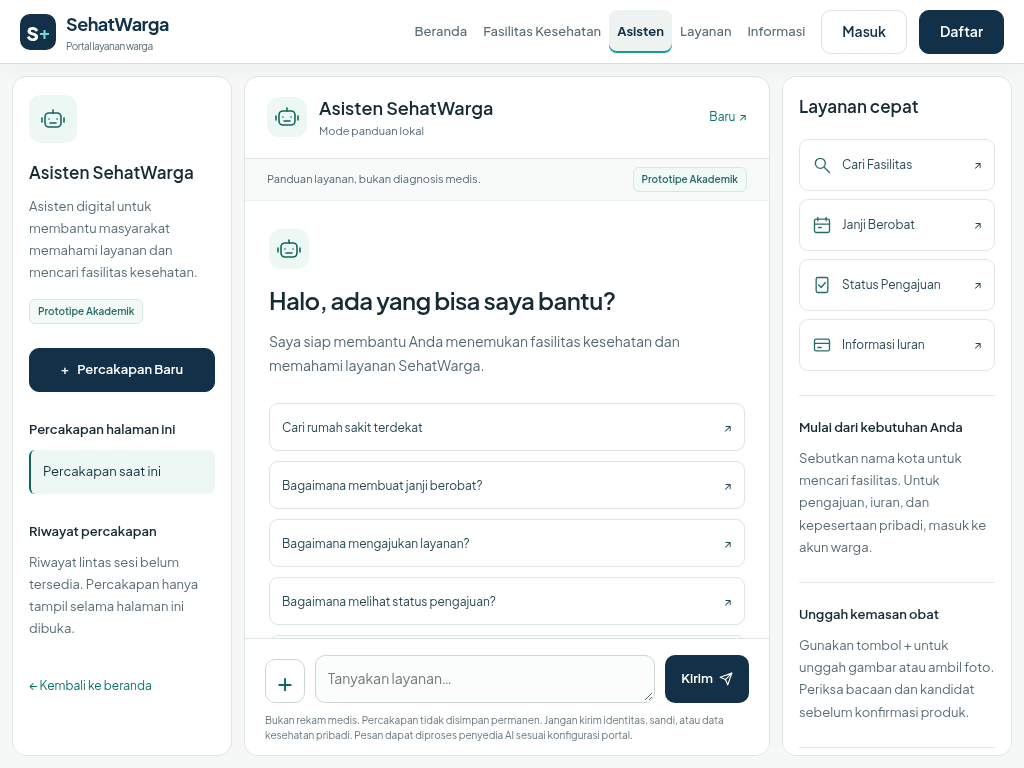 S+ SehatWarga
Portal layanan warga
Beranda Fasilitas Kesehatan Asisten Layanan Informasi Masuk Daftar
Asisten SehatWarga
Asisten digital untuk
membantu masyarakat
memahami layanan dan
mencari fasilitas kesehatan.
Prototipe Akademik
+ Percakapan Baru
Percakapan halaman ini
Percakapan saat ini
Riwayat percakapan
Riwayat lintas sesi belum
tersedia. Percakapan hanya
tampil selama halaman ini
dibuka.
← Kembali ke beranda
Asisten SehatWarga
Mode panduan lokal
Baru ↗
Panduan layanan, bukan diagnosis medis.
Prototipe Akademik
Halo, ada yang bisa saya bantu?
Saya siap membantu Anda menemukan fasilitas kesehatan dan
memahami layanan SehatWarga.
Cari rumah sakit terdekat ↗
Bagaimana membuat janji berobat? ↗
Bagaimana mengajukan layanan? ↗
Bagaimana melihat status pengajuan? ↗
+
Tanyakan layanan...
Kirim
Bukan rekam medis. Percakapan tidak disimpan permanen. Jangan kirim identitas, sandi, atau data
kesehatan pribadi. Pesan dapat diproses penyedia AI sesuai konfigurasi portal.
Layanan cepat
Cari Fasilitas ↗
Janji Berobat ↗
Status Pengajuan ↗
Informasi Iuran ↗
Mulai dari kebutuhan Anda
Sebutkan nama kota untuk
mencari fasilitas. Untuk
pengajuan, iuran, dan
kepesertaan pribadi, masuk ke
akun warga.
Unggah kemasan obat
Gunakan tombol + untuk
unggah gambar atau ambil foto.
Periksa bacaan dan kandidat
sebelum konfirmasi produk.